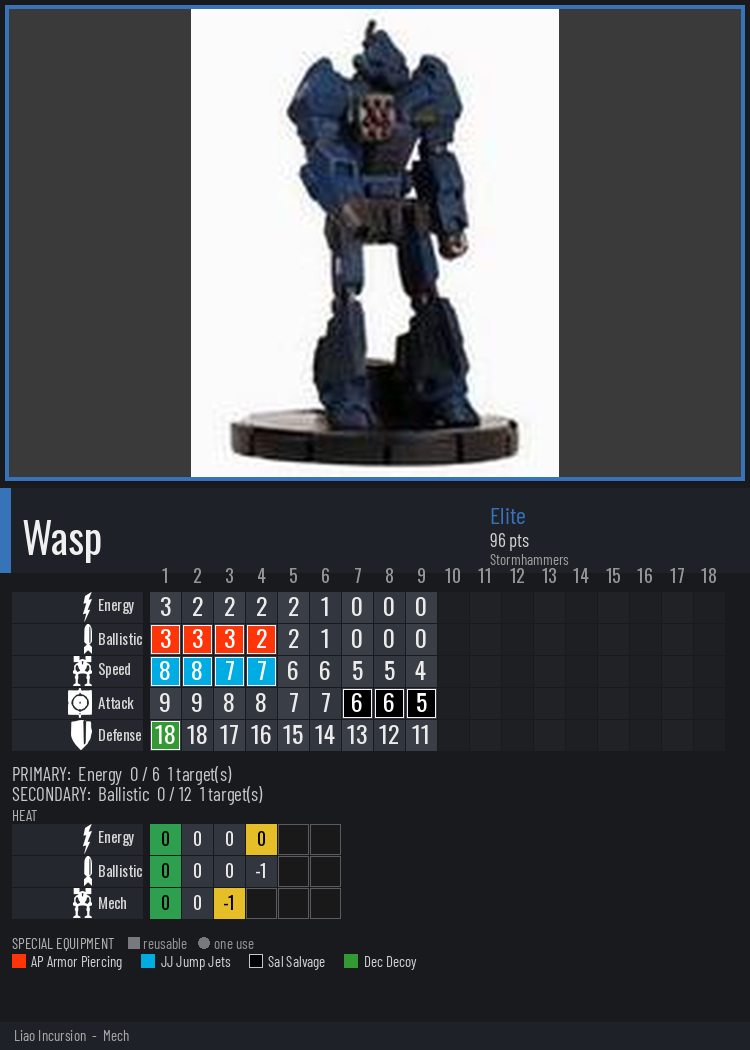 Wasp
Elite
96 pts
Stormhammers
1 2 3 4 5 6 7 8 9 10 11 12 13 14 15 16 17 18
Energy 3 2 2 2 2 1 0 0 0
Ballistic 3 3 3 2 2 1 0 0 0
Speed 8 8 7 7 6 6 5 5 4
Attack 9 9 8 8 7 7 6 6 5
Defense 18 18 17 16 15 14 13 12 11
PRIMARY: Energy 0 / 6 1 target(s)
SECONDARY: Ballistic 0 / 12 1 target(s)
HEAT
Energy 0 0 0 0
Ballistic 0 0 0 -1
Mech 0 0 -1
SPECIAL EQUIPMENT reusable one use
AP Armor Piercing JJ Jump Jets Sal Salvage Dec Decoy
Liao Incursion - Mech